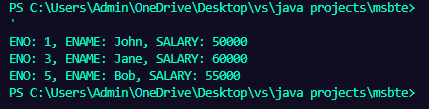 PS C:\Users\Admin\OneDrive\Desktop\vs\java projects\msbte>
'
ENO: 1, ENAME: John, SALARY: 50000
ENO: 3, ENAME: Jane, SALARY: 60000
ENO: 5, ENAME: Bob, SALARY: 55000
PS C:\Users\Admin\OneDrive\Desktop\vs\java projects\msbte>